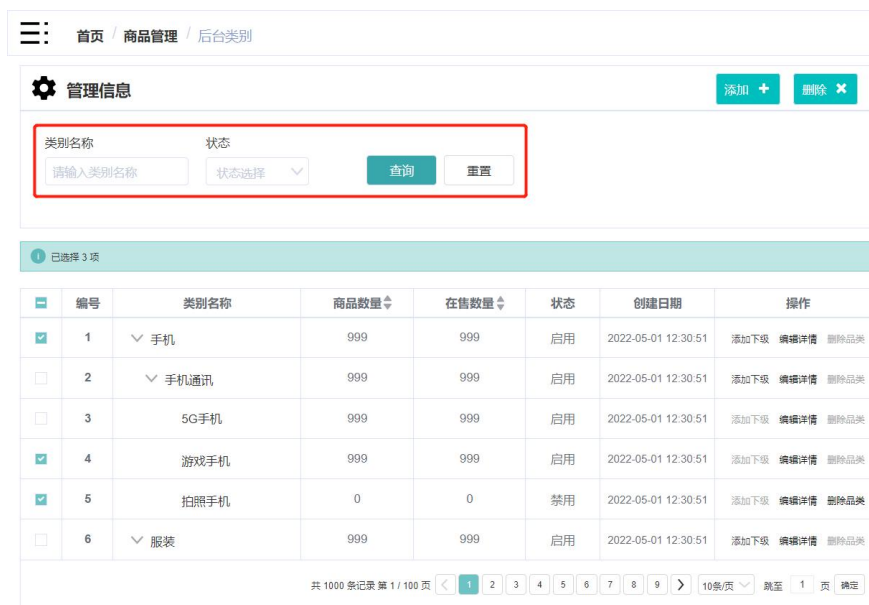 首页 / 商品管理 / 后台类别
管理信息 添加 删除
类别名称 状态
请输入类别名称 状态选择 查询 重置
已选择 3 项
编号 类别名称 商品数量 在售数量 状态 创建日期 操作
1 手机 999 999 启用 2022-05-01 12:30:51 添加下级 编辑详情 删除品类
2 手机通讯 999 999 启用 2022-05-01 12:30:51 添加下级 编辑详情 删除品类
3 5G手机 999 999 启用 2022-05-01 12:30:51 添加下级 编辑详情 删除品类
4 游戏手机 999 999 启用 2022-05-01 12:30:51 添加下级 编辑详情 删除品类
5 拍照手机 0 0 禁用 2022-05-01 12:30:51 添加下级 编辑详情 删除品类
6 服装 999 999 启用 2022-05-01 12:30:51 添加下级 编辑详情 删除品类
共 1000 条记录 第 1 / 100 页 1 2 3 4 5 6 7 8 9 10条/页 跳至 1 页 确定